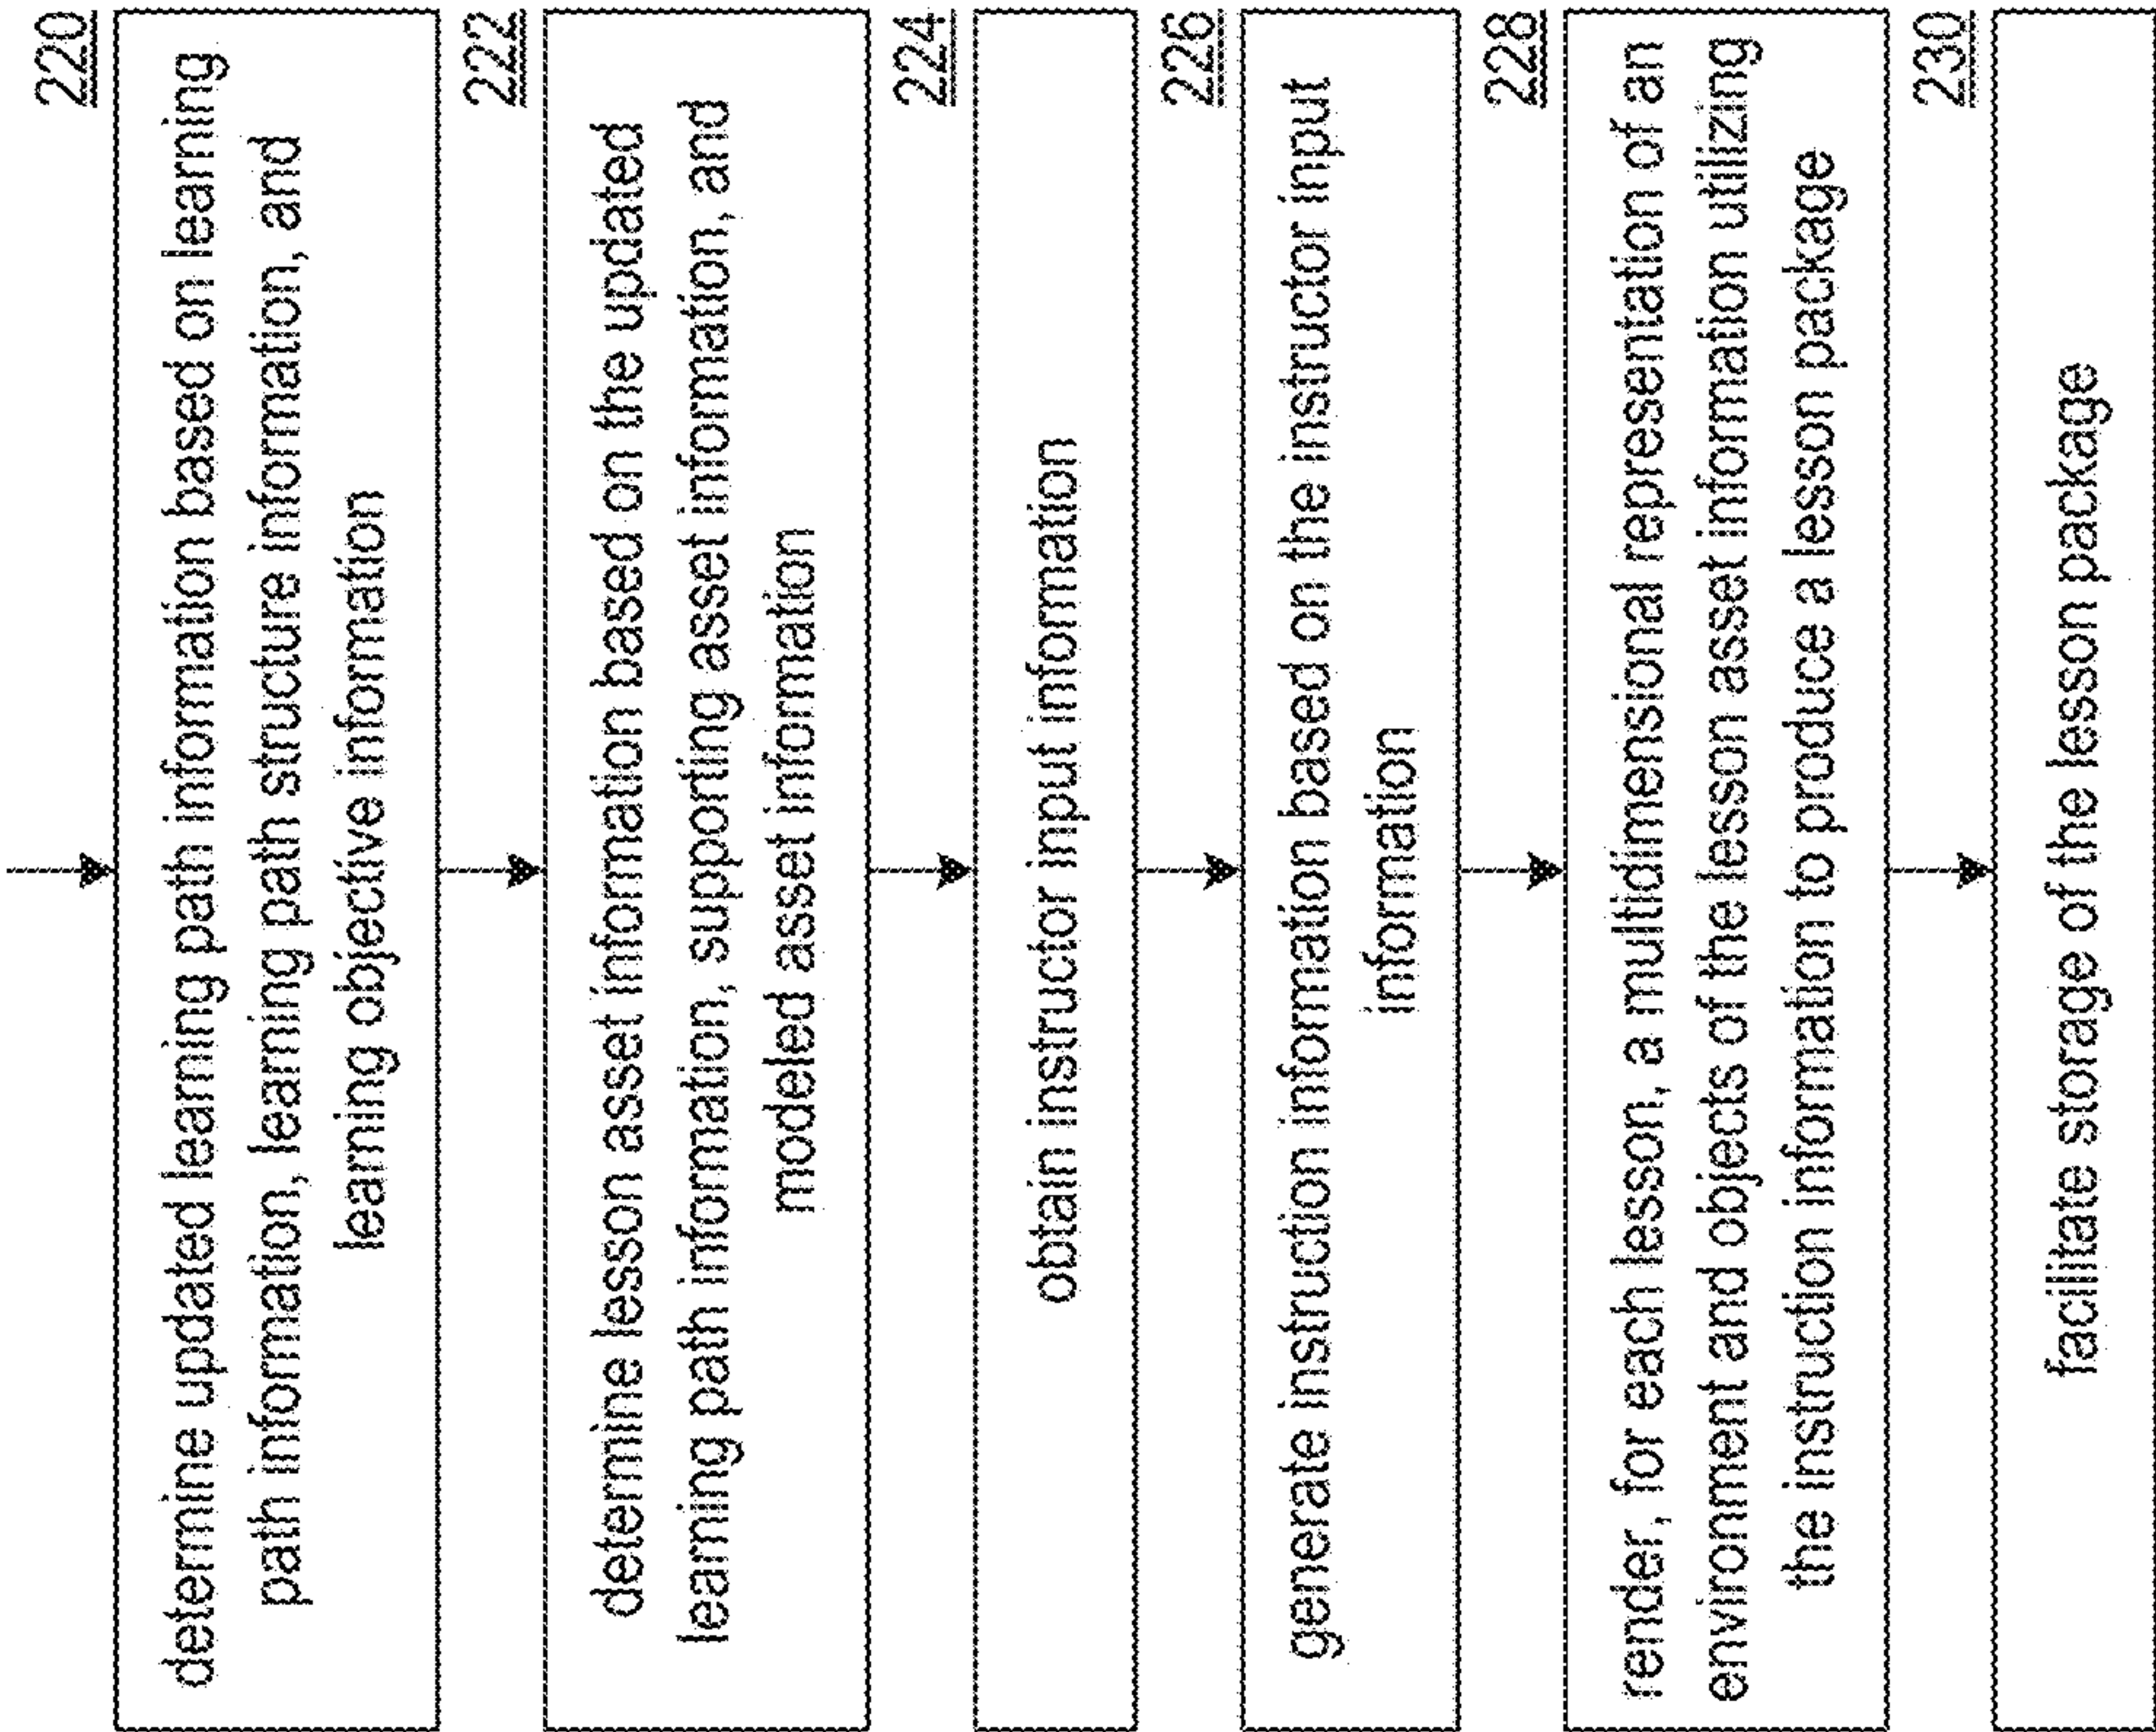 220
determine updated learning path information based on learning
path information, learning path structure information, and
learning objective information
222
determine lesson asset information based on the updated
learning path information, supporting asset information, and
modeled asset information
224
obtain instructor input information
226
generate instruction information based on the instructor input
information
228
render, for each lesson, a multidimensional representation of an
environment and objects of the lesson asset information utilizing
the instruction information to produce a lesson package
230
facilitate storage of the lesson package